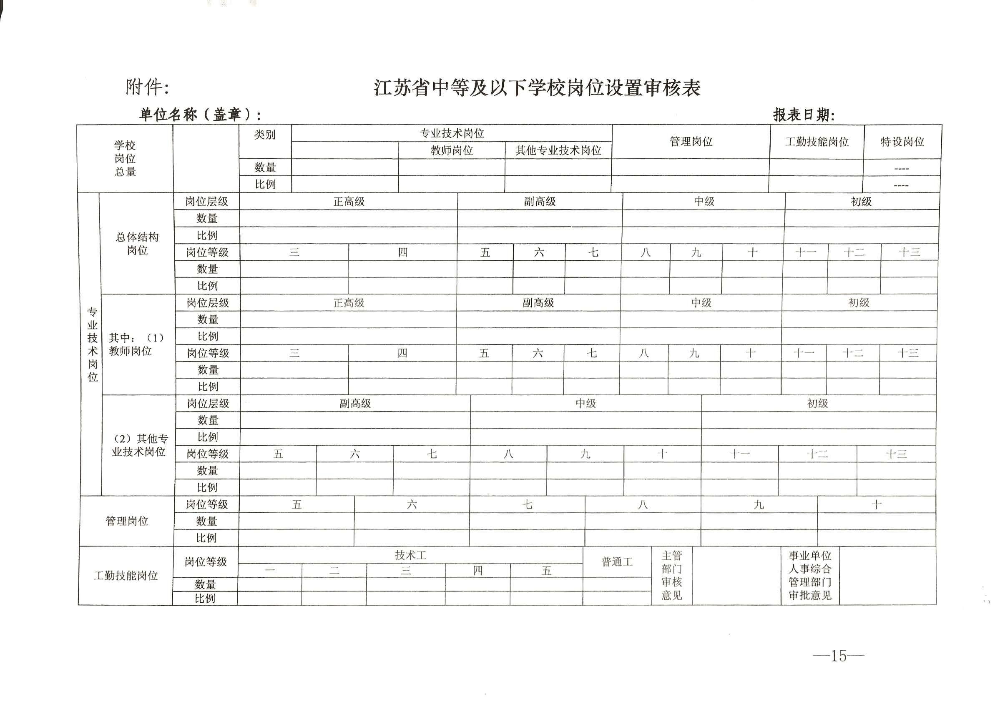 附件:
江苏省中等及以下学校岗位设置审核表
单位名称（盖章）:
报表日期:
学校
岗位
总量
类别
专业技术岗位
管理岗位
工勤技能岗位
特设岗位
教师岗位
其他专业技术岗位
数量
----
比例
----
专业技术岗位
总体结构
岗位
岗位层级 正高级 副高级 中级 初级
数量
比例
岗位等级 三 四 五 六 七 八 九 十 十一 十二 十三
数量
比例
其中:（1）
教师岗位
岗位层级 正高级 副高级 中级 初级
数量
比例
岗位等级 三 四 五 六 七 八 九 十 十一 十二 十三
数量
比例
（2）其他专
业技术岗位
岗位层级 副高级 中级 初级
数量
比例
岗位等级 五 六 七 八 九 十 十一 十二 十三
数量
比例
管理岗位
岗位等级 五 六 七 八 九 十
数量
比例
工勤技能岗位
岗位等级
技术工
普通工
一 二 三 四 五
数量
比例
主管
部门
审核
意见
事业单位
人事综合
管理部门
审批意见
—15—